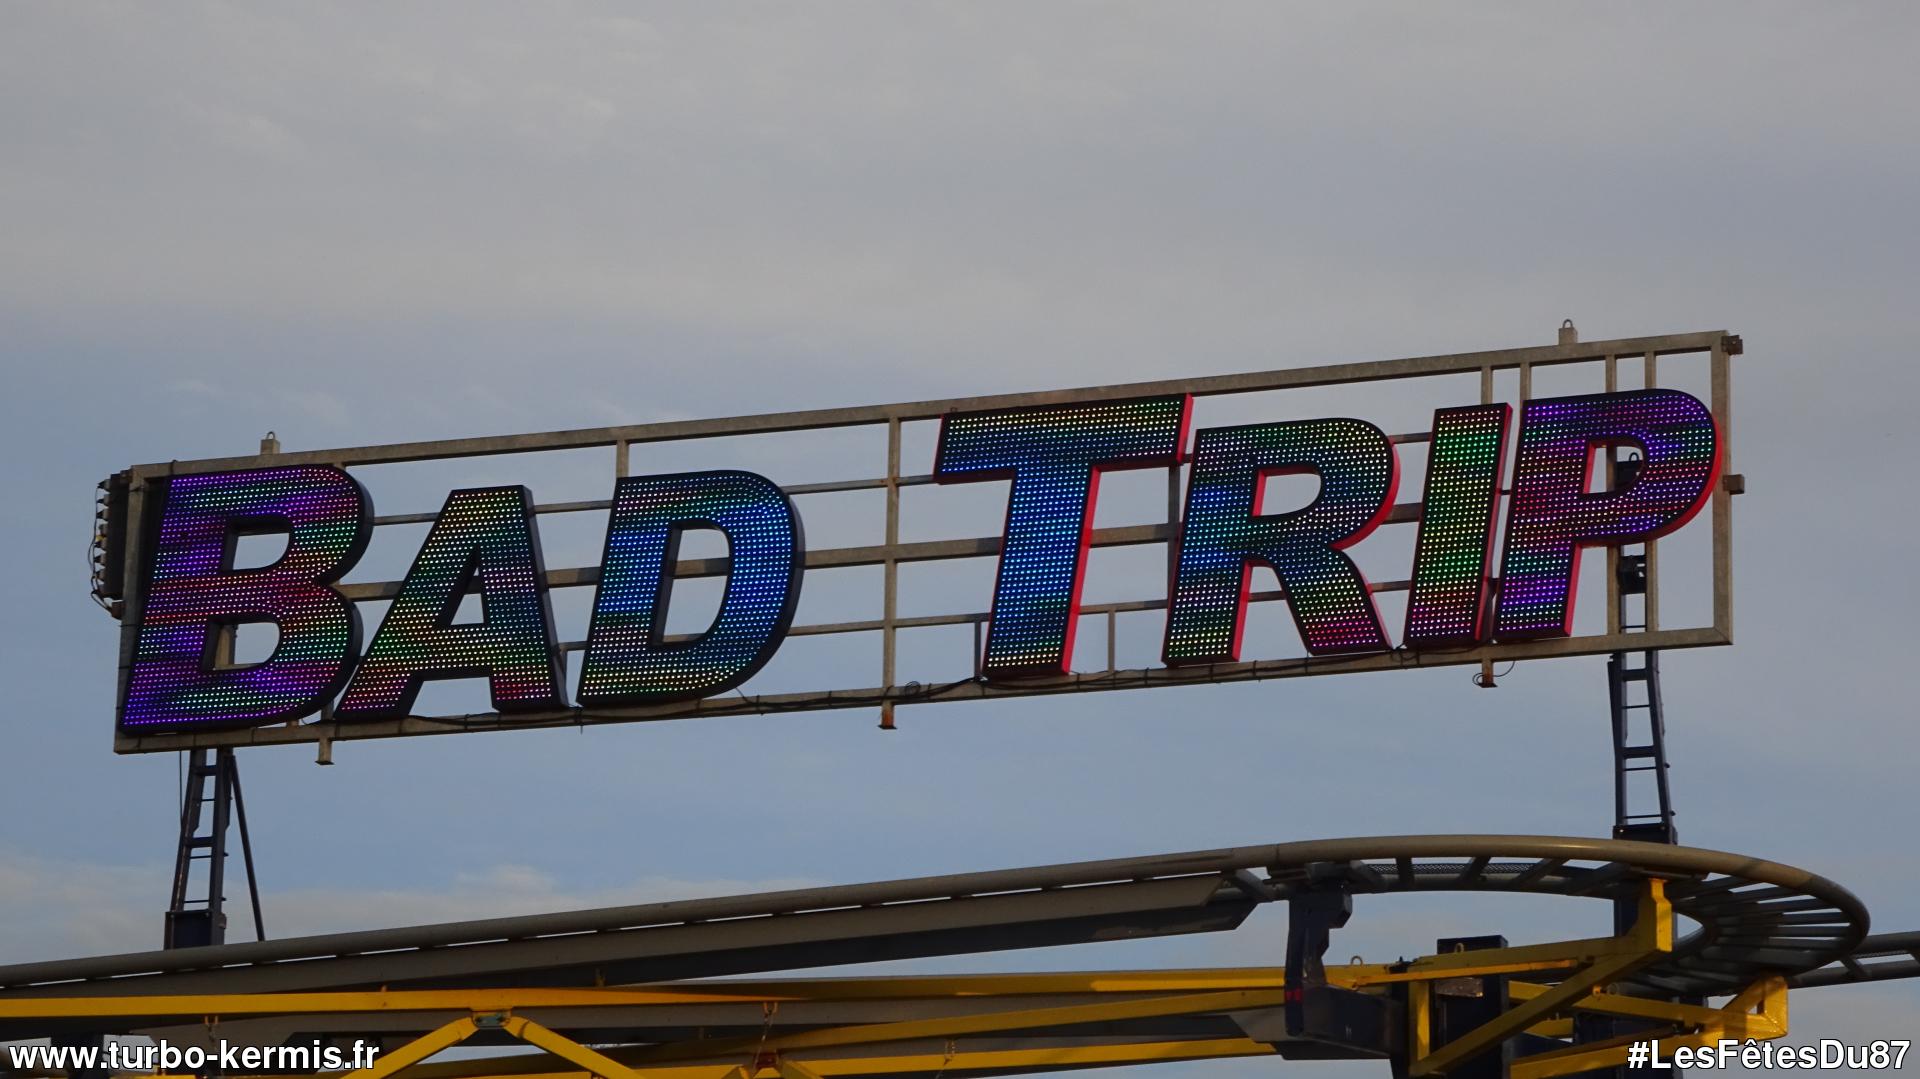 BAD TRIP
www.turbo-kermis.fr
#LesFêtesDu87